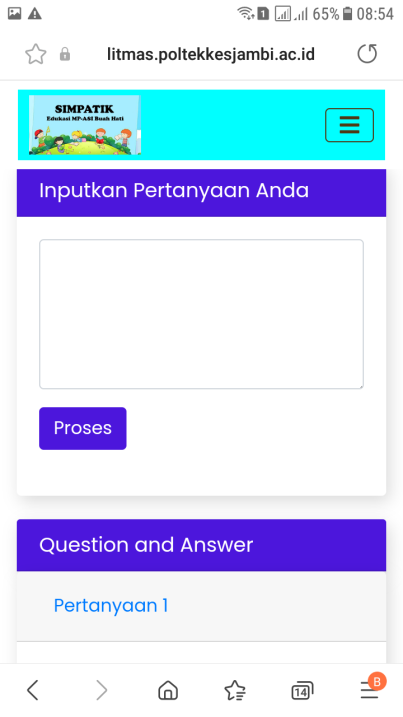 1 65% 08:54
litmas.poltekkesjambi.ac.id
SIMPATIK
Edukasi MP-ASI Buah Hati
Inputkan Pertanyaan Anda
Proses
Question and Answer
Pertanyaan 1
14
B